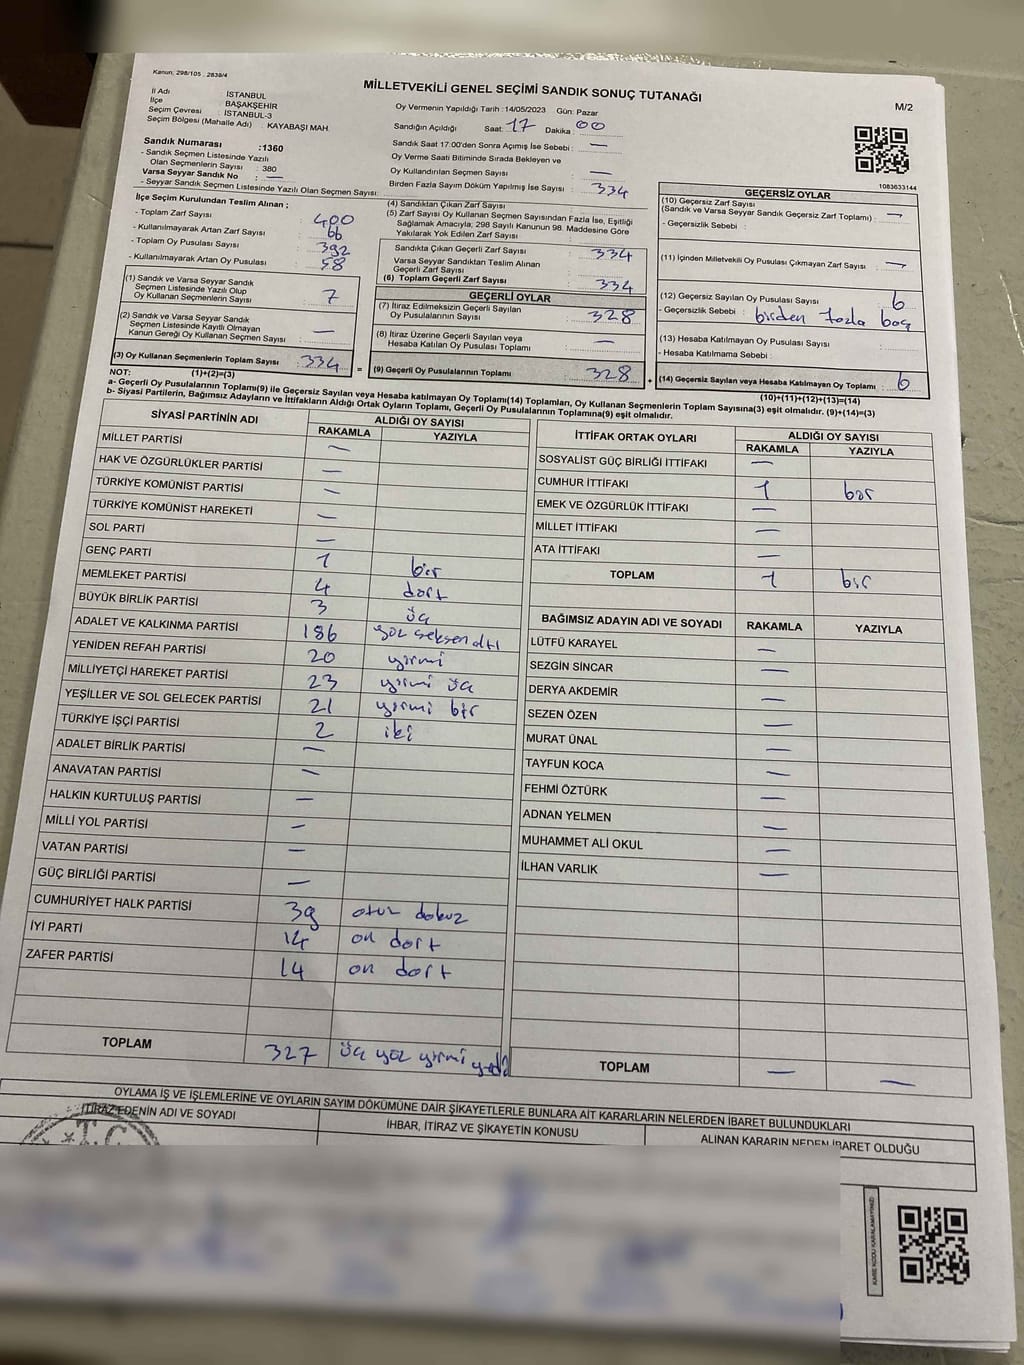 Kanun, 298/105 , 2839/4
MİLLETVEKİLİ GENEL SEÇİMİ SANDIK SONUÇ TUTANAĞI
M/2
İl Adı : İSTANBUL
İlçe : BAŞAKŞEHİR
Seçim Çevresi : İSTANBUL-3
Seçim Bölgesi (Mahalle Adı) : KAYABAŞI MAH.
Sandık Numarası :1360
- Sandık Seçmen Listesinde Yazılı
Olan Seçmenlerin Sayısı : 380
Varsa Seyyar Sandık No : —
- Seyyar Sandık Seçmen Listesinde Yazılı Olan Seçmen Sayısı:
Oy Vermenin Yapıldığı Tarih :14/05/2023 Gün: Pazar
Sandığın Açıldığı Saat: 17 Dakika : 00
Sandık Saat 17:00'den Sonra Açımış İse Sebebi : —
Oy Verme Saati Bitiminde Sırada Bekleyen ve
Oy Kullandırılan Seçmen Sayısı : —
Birden Fazla Sayım Döküm Yapılmış İse Sayısı : 334
1083633144
İlçe Seçim Kurulundan Teslim Alınan ;
- Toplam Zarf Sayısı : 400
- Kullanılmayarak Artan Zarf Sayısı : 66
- Toplam Oy Pusulası Sayısı : 392
- Kullanılmayarak Artan Oy Pusulası : 58
(4) Sandıktan Çıkan Zarf Sayısı :
(5) Zarf Sayısı Oy Kullanan Seçmen Sayısından Fazla İse, Eşitliği
Sağlamak Amacıyla, 298 Sayılı Kanunun 98. Maddesine Göre
Yakılarak Yok Edilen Zarf Sayısı :
Sandıkta Çıkan Geçerli Zarf Sayısı : 334
Varsa Seyyar Sandıktan Teslim Alınan
Geçerli Zarf Sayısı :
(6) Toplam Geçerli Zarf Sayısı : 334
GEÇERSİZ OYLAR
(10) Geçersiz Zarf Sayısı
(Sandık ve Varsa Seyyar Sandık Geçersiz Zarf Toplamı) : —
- Geçersizlik Sebebi :
(11) İçinden Milletvekili Oy Pusulası Çıkmayan Zarf Sayısı : —
(12) Geçersiz Sayılan Oy Pusulası Sayısı : 6
- Geçersizlik Sebebi : birden fazla boş
(13) Hesaba Katılmayan Oy Pusulası Sayısı :
- Hesaba Katılmama Sebebi :
(14) Geçersiz Sayılan veya Hesaba Katılmayan Oy Toplamı : 6
(10)+(11)+(12)+(13)=(14)
(1) Sandık ve Varsa Seyyar Sandık
Seçmen Listesinde Yazılı Olup
Oy Kullanan Seçmenlerin Sayısı : 7
(2) Sandık ve Varsa Seyyar Sandık
Seçmen Listesinde Kayıtlı Olmayan
Kanun Gereği Oy Kullanan Seçmen Sayısı : —
(3) Oy Kullanan Seçmenlerin Toplam Sayısı : 334 =
(1)+(2)=(3)
GEÇERLİ OYLAR
(7) İtiraz Edilmeksizin Geçerli Sayılan
Oy Pusulalarının Sayısı : 328
(8) İtiraz Üzerine Geçerli Sayılan veya
Hesaba Katılan Oy Pusulası Toplamı : —
(9) Geçerli Oy Pusulalarının Toplamı : 328 +
NOT:
a- Geçerli Oy Pusulalarının Toplamı(9) ile Geçersiz Sayılan veya Hesaba Katılmayan Oy Toplamı(14) Toplamları, Oy Kullanan Seçmenlerin Toplam Sayısına(3) eşit olmalıdır. (9)+(14)=(3)
b- Siyasi Partilerin, Bağımsız Adayların ve İttifakların Aldığı Ortak Oyların Toplamı, Geçerli Oy Pusulalarının Toplamına(9) eşit olmalıdır.
SİYASİ PARTİNİN ADI ALDIĞI OY SAYISI
RAKAMLA YAZIYLA
MİLLET PARTİSİ —
HAK VE ÖZGÜRLÜKLER PARTİSİ —
TÜRKİYE KOMÜNİST PARTİSİ —
TÜRKİYE KOMÜNİST HAREKETİ —
SOL PARTİ —
GENÇ PARTİ 1 bir
MEMLEKET PARTİSİ 4 dört
BÜYÜK BİRLİK PARTİSİ 3 üç
ADALET VE KALKINMA PARTİSİ 186 yüz seksen altı
YENİDEN REFAH PARTİSİ 20 yirmi
MİLLİYETÇİ HAREKET PARTİSİ 23 yirmi üç
YEŞİLLER VE SOL GELECEK PARTİSİ 21 yirmi bir
TÜRKİYE İŞÇİ PARTİSİ 2 iki
ADALET BİRLİK PARTİSİ —
ANAVATAN PARTİSİ —
HALKIN KURTULUŞ PARTİSİ —
MİLLİ YOL PARTİSİ —
VATAN PARTİSİ —
GÜÇ BİRLİĞİ PARTİSİ —
CUMHURİYET HALK PARTİSİ 39 otuz dokuz
İYİ PARTİ 14 on dört
ZAFER PARTİSİ 14 on dört
TOPLAM 327 üç yüz yirmi yedi
İTTİFAK ORTAK OYLARI ALDIĞI OY SAYISI
RAKAMLA YAZIYLA
SOSYALİST GÜÇ BİRLİĞİ İTTİFAKI —
CUMHUR İTTİFAKI 1 bir
EMEK VE ÖZGÜRLÜK İTTİFAKI —
MİLLET İTTİFAKI —
ATA İTTİFAKI —
TOPLAM 1 bir
BAĞIMSIZ ADAYIN ADI VE SOYADI RAKAMLA YAZIYLA
LÜTFÜ KARAYEL —
SEZGİN SİNCAR —
DERYA AKDEMİR —
SEZEN ÖZEN —
MURAT ÜNAL —
TAYFUN KOCA —
FEHMİ ÖZTÜRK —
ADNAN YELMEN —
MUHAMMET ALİ OKUL —
İLHAN VARLIK —
TOPLAM — —
OYLAMA İŞ VE İŞLEMLERİNE VE OYLARIN SAYIM DÖKÜMÜNE DAİR ŞİKAYETLERLE BUNLARA AİT KARARLARIN NELERDEN İBARET BULUNDUKLARI
İTİRAZ EDENİN ADI VE SOYADI İHBAR, İTİRAZ VE ŞİKAYETİN KONUSU ALINAN KARARIN NEDEN İBARET OLDUĞU
T.C
KARE KODU KARALAMAYINIZ!